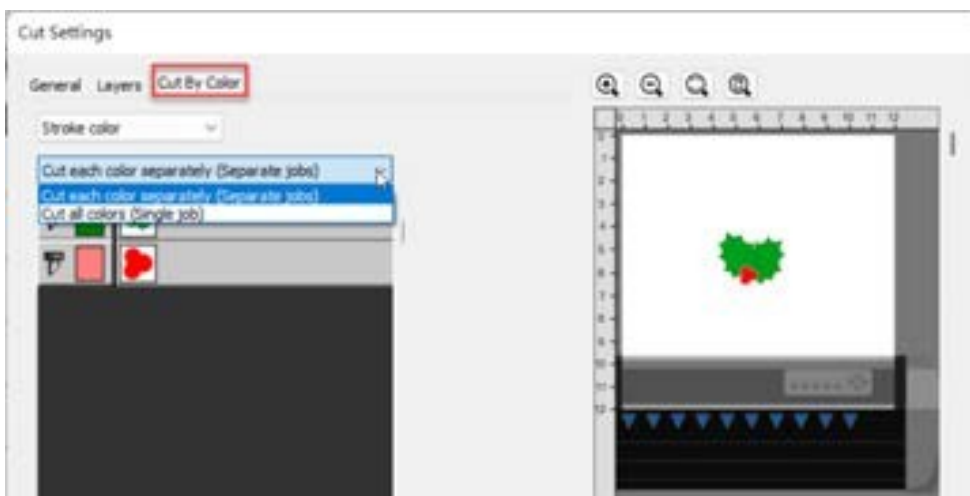 Cut Settings
General Layers Cut By Color
Stroke color
Cut each color separately (Separate jobs)
Cut each color separately (Separate jobs)
Cut all colors (Single job)